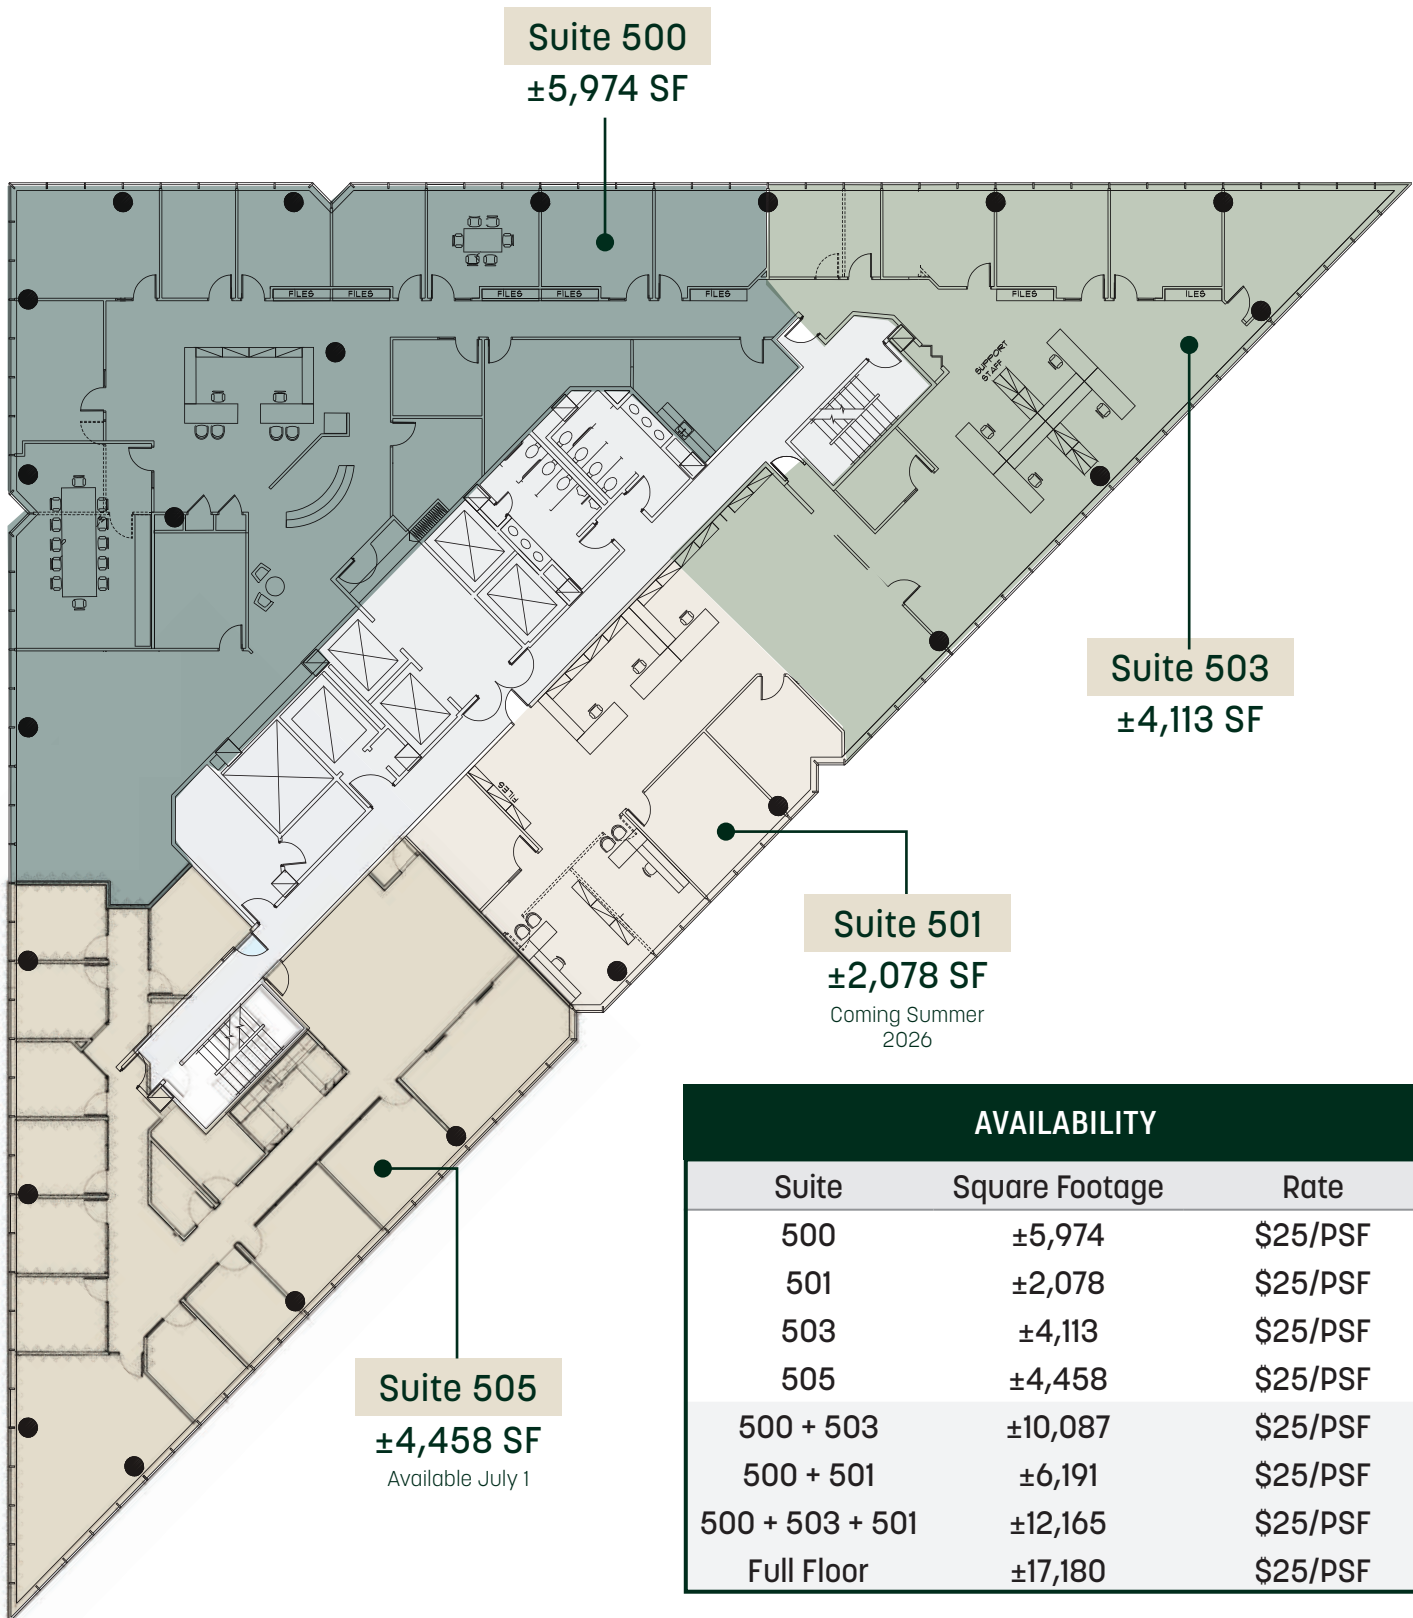 Suite 500
±5,974 SF
FILES FILES FILES FILES FILES FILES ILES
SUPPORT
STAFF
Suite 503
±4,113 SF
FILES
Suite 501
±2,078 SF
Coming Summer
2026
Suite 505
±4,458 SF
Available July 1
AVAILABILITY
Suite Square Footage Rate
500 ±5,974 $25/PSF
501 ±2,078 $25/PSF
503 ±4,113 $25/PSF
505 ±4,458 $25/PSF
500 + 503 ±10,087 $25/PSF
500 + 501 ±6,191 $25/PSF
500 + 503 + 501 ±12,165 $25/PSF
Full Floor ±17,180 $25/PSF